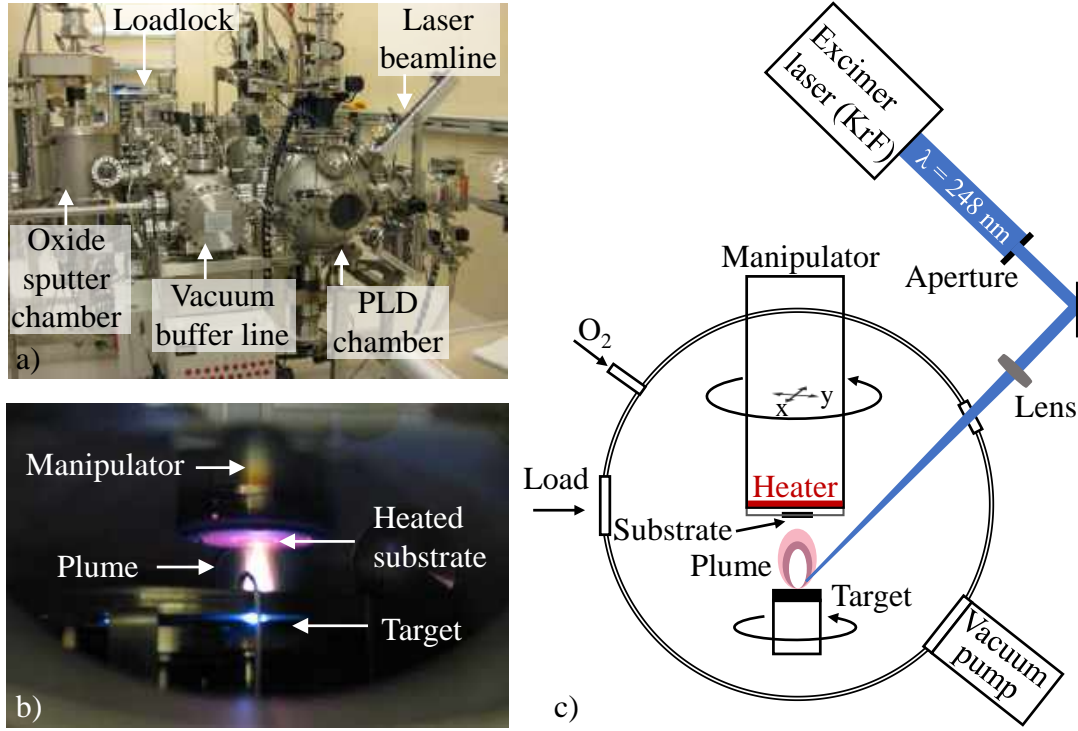 Loadlock
Laser
beamline
Oxide
sputter
chamber
Vacuum
buffer line
PLD
chamber
a)
Manipulator
Plume
Heated
substrate
Target
b)
Excimer
laser (KrF)
λ = 248 nm
Aperture
Manipulator
O₂
x y
Lens
Load
Heater
Substrate
Plume
Target
Vacuum
pump
c)